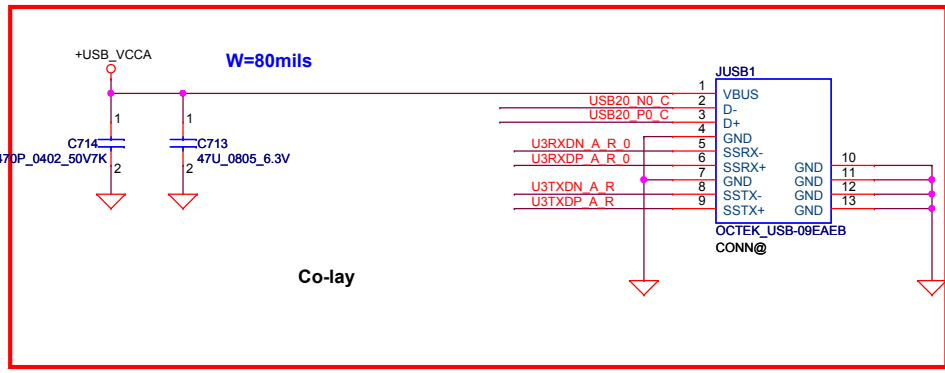 +USB_VCCA
W=80mils
JUSB1
1
VBUS
USB20_N0_C
2
D-
USB20_P0_C
3
D+
4
GND
U3RXDN_A_R_0
5
SSRX-
U3RXDP_A_R_0
6
SSRX+
GND
10
7
GND
GND
11
U3TXDN_A_R
8
SSTX-
GND
12
U3TXDP_A_R
9
SSTX+
GND
13
OCTEK_USB-09EAEB
CONN@
1
C714
470P_0402_50V7K
2
1
C713
47U_0805_6.3V
2
Co-lay